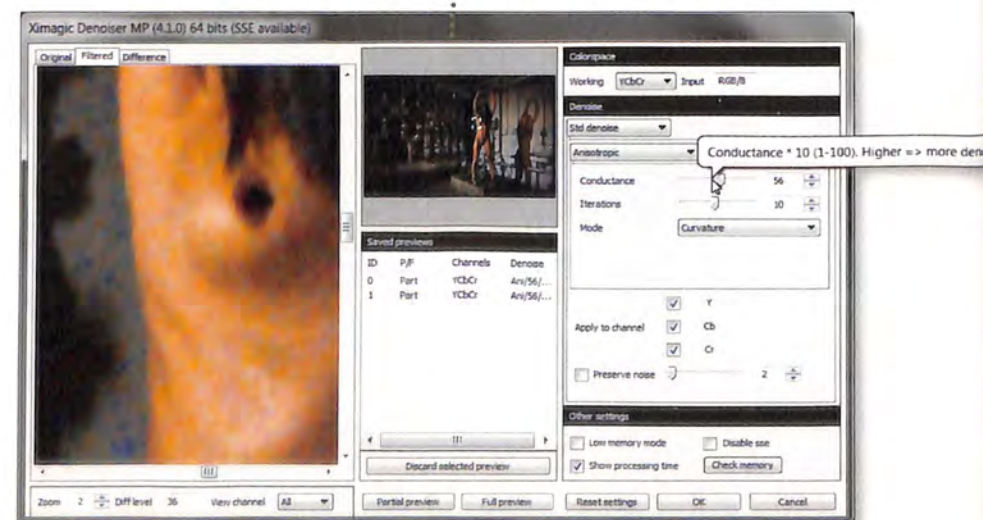 Ximagic Denoiser MP (4.1.0) 64 bits (SSE available)
Original Filtered Difference
Zoom 2 Diff level 36 View channel All
Saved previews
ID P/F Channels Denoise
0 Part YCbCr Ani/56/...
1 Part YCbCr Ani/56/...
Discard selected preview
Partial preview Full preview
Colorspace
Working YCbCr Input RGB/8
Denoise
Std denoise
Anisotropic
Conductance * 10 (1-100). Higher => more
Conductance 56
Iterations 10
Mode Curvature
Y
Apply to channel Cb
Cr
Preserve noise 2
Other settings
Low memory mode Disable sse
Show processing time Check memory
Reset settings OK Cancel